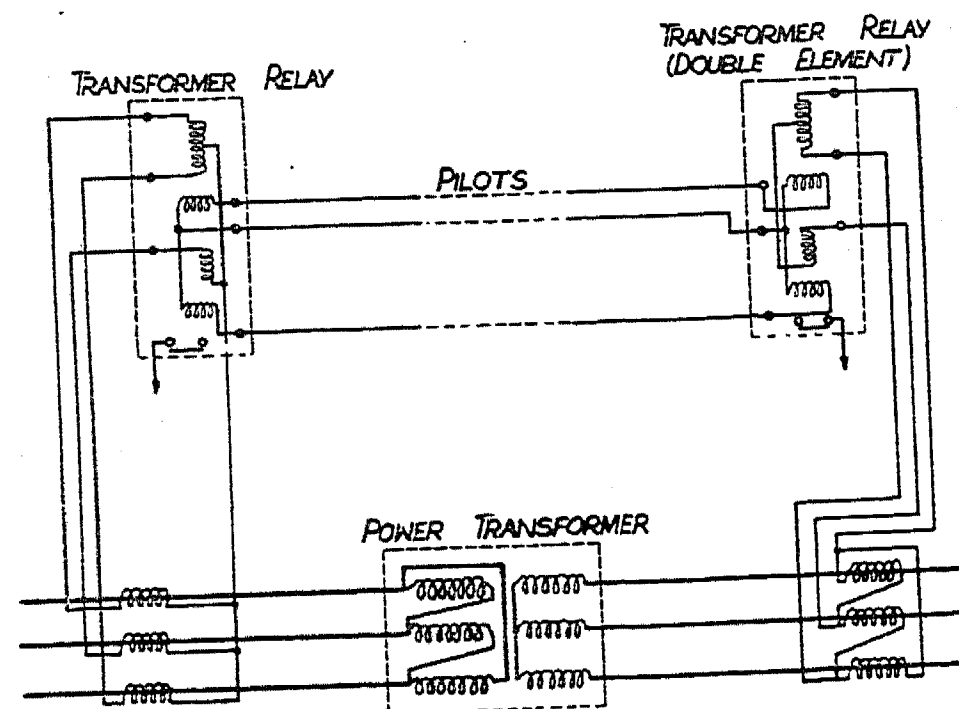 TRANSFORMER RELAY
TRANSFORMER RELAY
(DOUBLE ELEMENT)
PILOTS
POWER TRANSFORMER